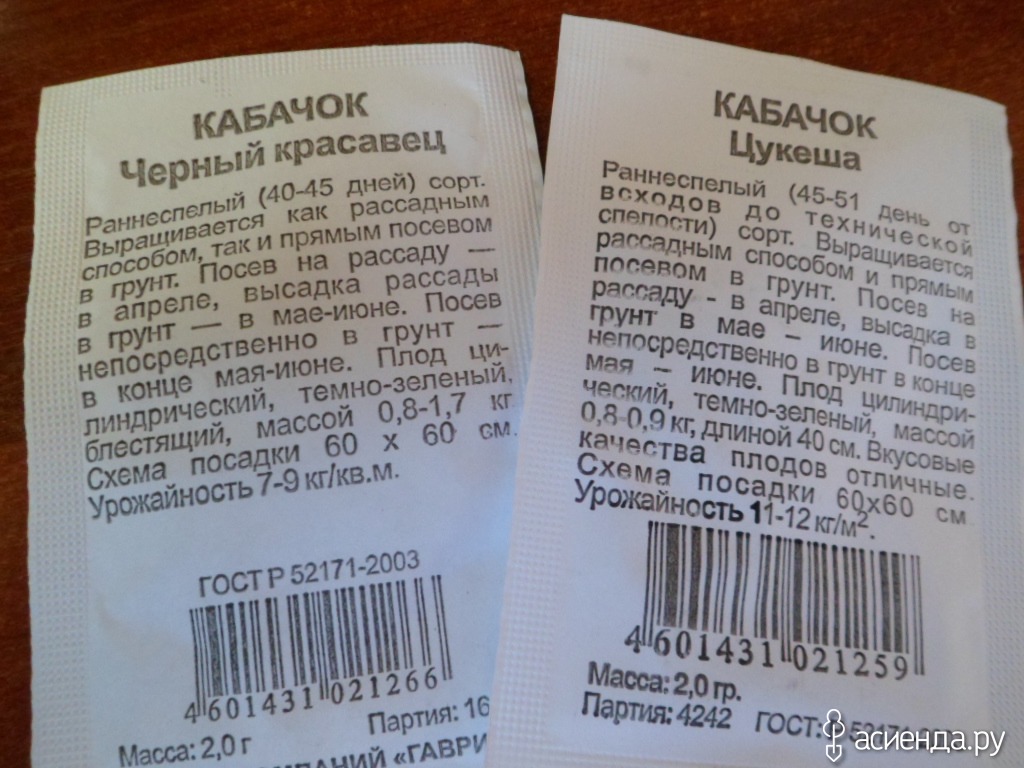 КАБАЧОК
Черный красавец
Раннеспелый (40-45 дней) сорт.
Выращивается как рассадным
способом, так и прямым посевом
в грунт. Посев на рассаду —
в апреле, высадка рассады
в грунт — в мае-июне. Посев
непосредственно в грунт —
в конце мая-июне. Плод ци-
линдрический, темно-зеленый,
блестящий, массой 0,8-1,7 кг
Схема посадки 60 х 60 см.
Урожайность 7-9 кг/кв.м.
ГОСТ Р 52171-2003
4 601431 021266
Партия: 16
Масса: 2,0 г
КАБАЧОК
Цукеша
Раннеспелый (45-51 день от
всходов до технической
спелости) сорт. Выращивается
рассадным способом и прямым
посевом в грунт. Посев на
рассаду - в апреле, высадка в
грунт в мае – июне. Посев
непосредственно в грунт в конце
мая – июне. Плод цилиндри-
ческий, темно-зеленый, массой
0,8-0,9 кг, длиной 40 см. Вкусовые
качества плодов отличные.
Схема посадки 60х60 см
Урожайность 11-12 кг/м².
4 601431 021259
Масса: 2,0 гр.
Партия: 4242 ГОСТ:
асиенда.ру